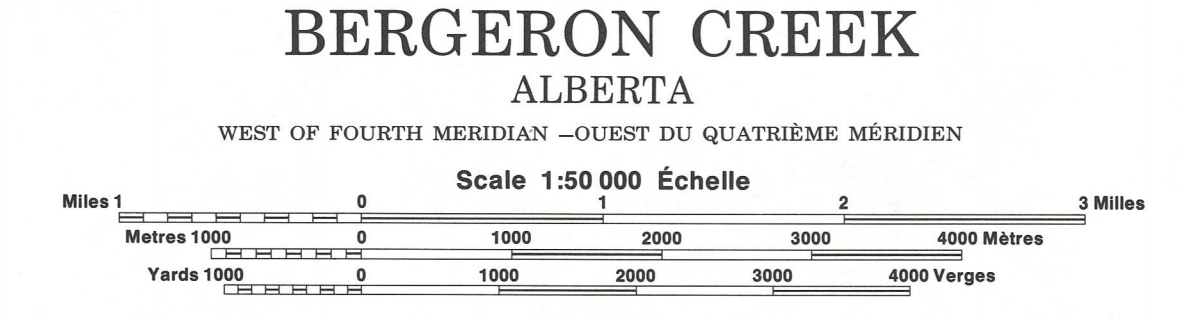 BERGERON CREEK
ALBERTA
WEST OF FOURTH MERIDIAN –OUEST DU QUATRIÈME MÉRIDIEN
Scale 1:50 000 Échelle
Miles 1 0 1 2 3 Milles
Metres 1000 0 1000 2000 3000 4000 Mètres
Yards 1000 0 1000 2000 3000 4000 Verges